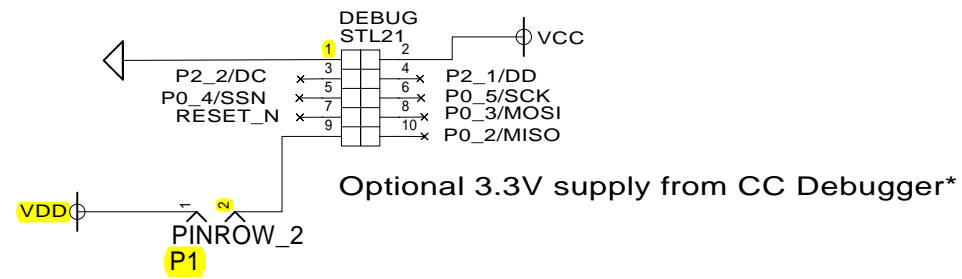 DEBUG
STL21
VCC
1 2
P2_2/DC 3 4 P2_1/DD
P0_4/SSN 5 6 P0_5/SCK
RESET_N 7 8 P0_3/MOSI
9 10 P0_2/MISO
Optional 3.3V supply from CC Debugger*
VDD 1 2
PINROW_2
P1